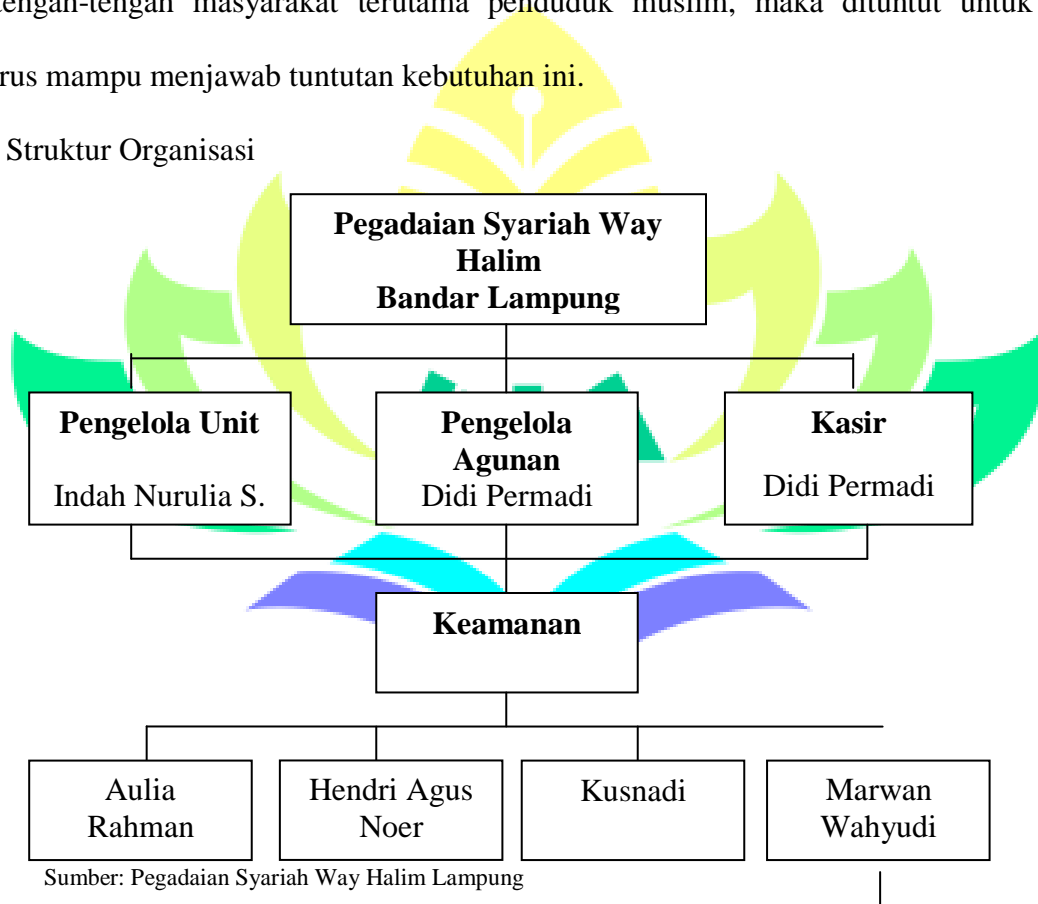 tengah-tengah masyarakat terutama penduduk muslim, maka dituntut untuk
rus mampu menjawab tuntutan kebutuhan ini.
Struktur Organisasi
Pegadaian Syariah Way
Halim
Bandar Lampung
Pengelola Unit
Indah Nurulia S.
Pengelola
Agunan
Didi Permadi
Kasir
Didi Permadi
Keamanan
Aulia
Rahman
Hendri Agus
Noer
Kusnadi
Marwan
Wahyudi
Sumber: Pegadaian Syariah Way Halim Lampung